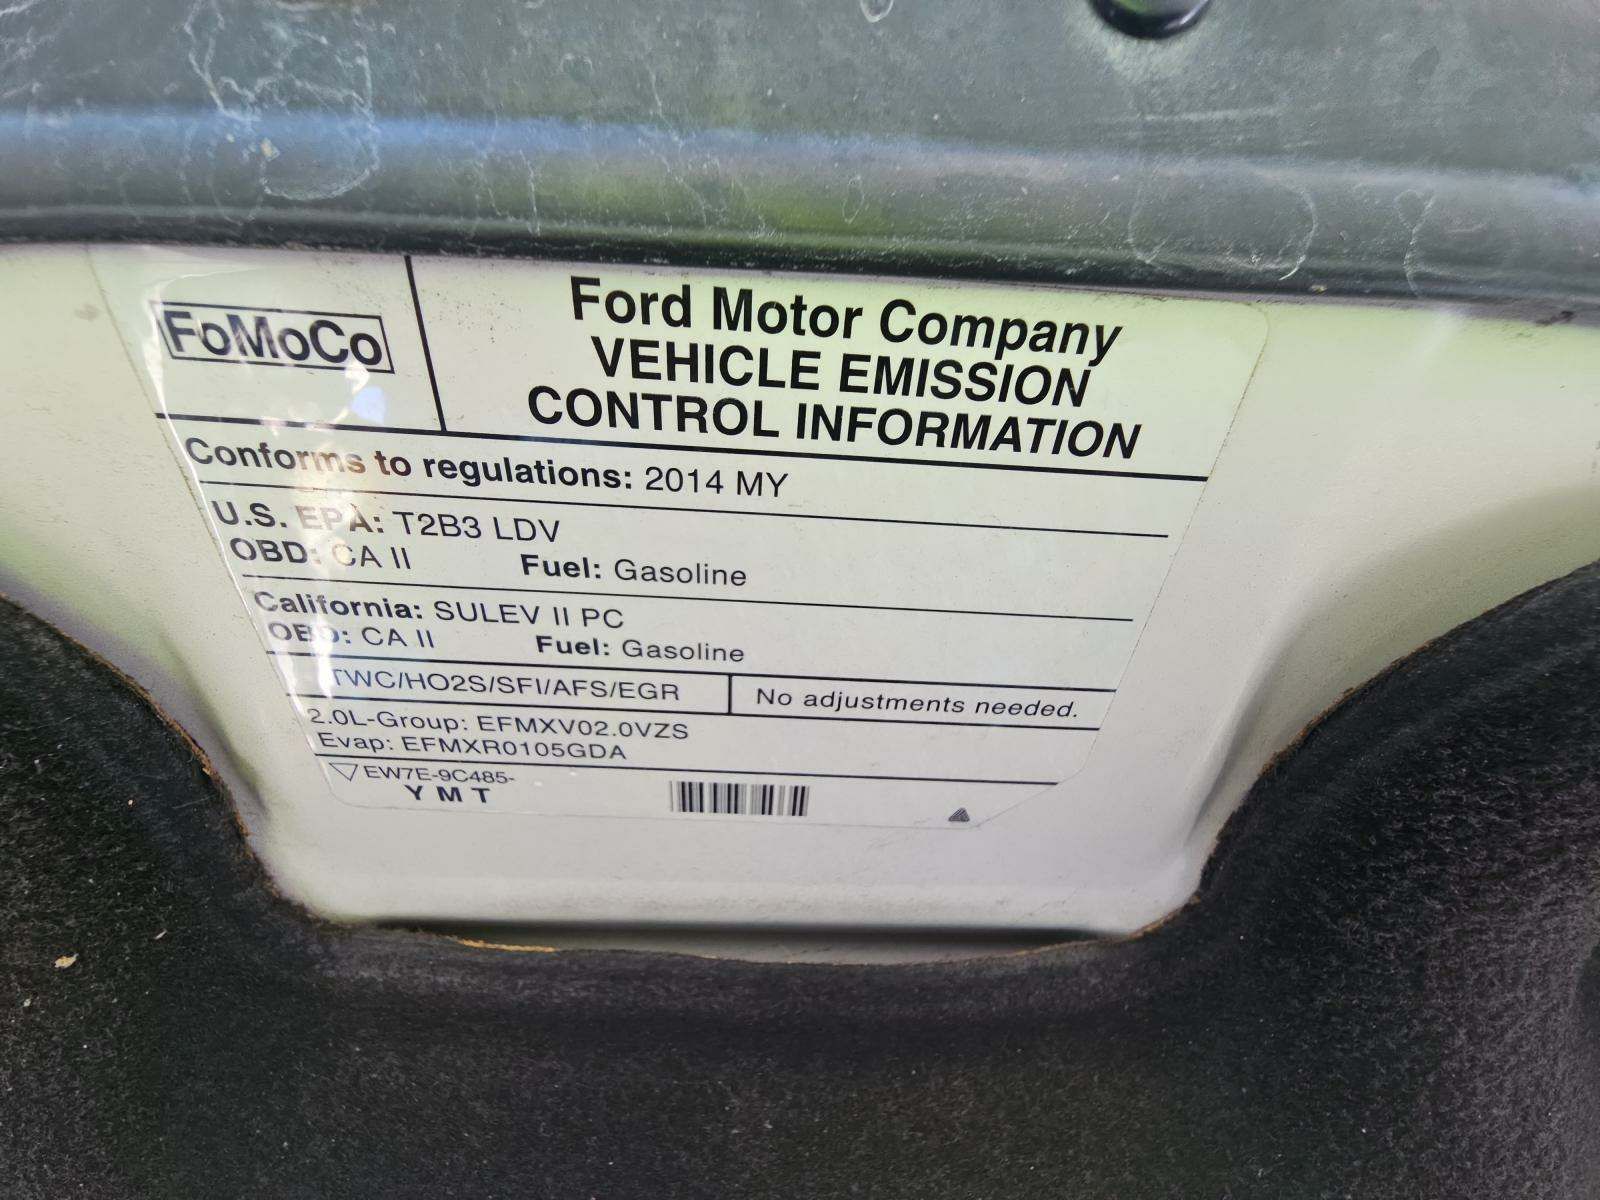 FoMoCo
Ford Motor Company
VEHICLE EMISSION
CONTROL INFORMATION
Conforms to regulations: 2014 MY
U.S. EPA: T2B3 LDV
OBD: CA II Fuel: Gasoline
California: SULEV II PC
OBD: CA II Fuel: Gasoline
TWC/HO2S/SFI/AFS/EGR No adjustments needed.
2.0L-Group: EFMXV02.0VZS
Evap: EFMXR0105GDA
EW7E-9C485-
Y M T